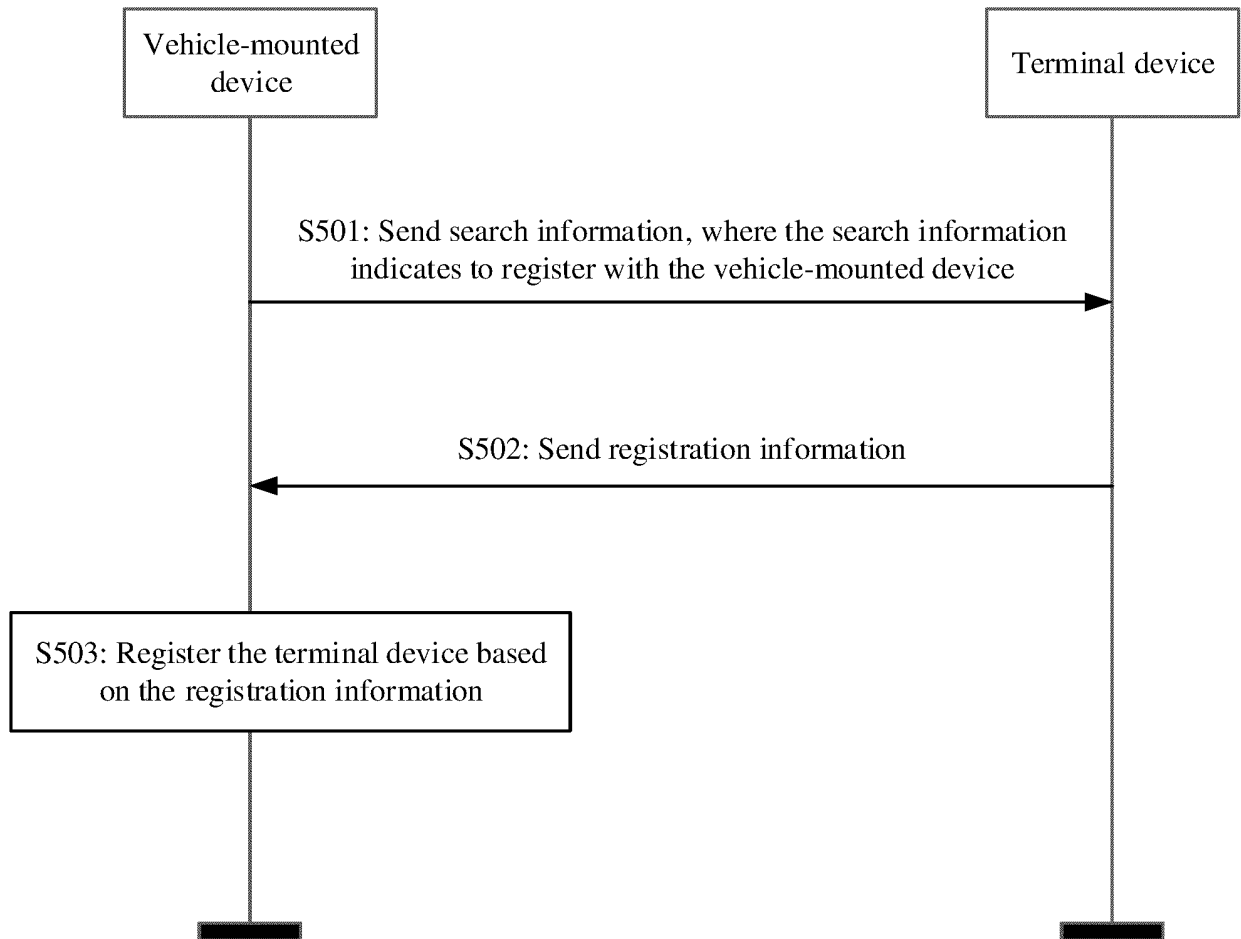 Vehicle-mounted
device
Terminal device
S501: Send search information, where the search information
indicates to register with the vehicle-mounted device
S502: Send registration information
S503: Register the terminal device based
on the registration information